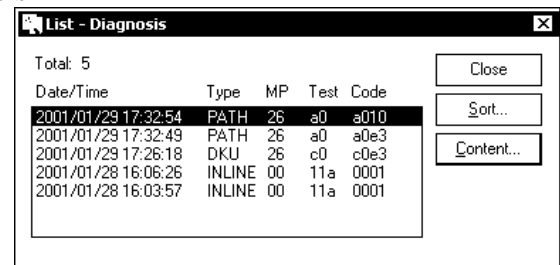 List - Diagnosis
Total: 5
Date/Time Type MP Test Code
2001/01/29 17:32:54 PATH 26 a0 a010
2001/01/29 17:32:49 PATH 26 a0 a0e3
2001/01/29 17:26:18 DKU 26 c0 c0e3
2001/01/28 16:06:26 INLINE 00 11a 0001
2001/01/28 16:03:57 INLINE 00 11a 0001
Close
Sort...
Content...